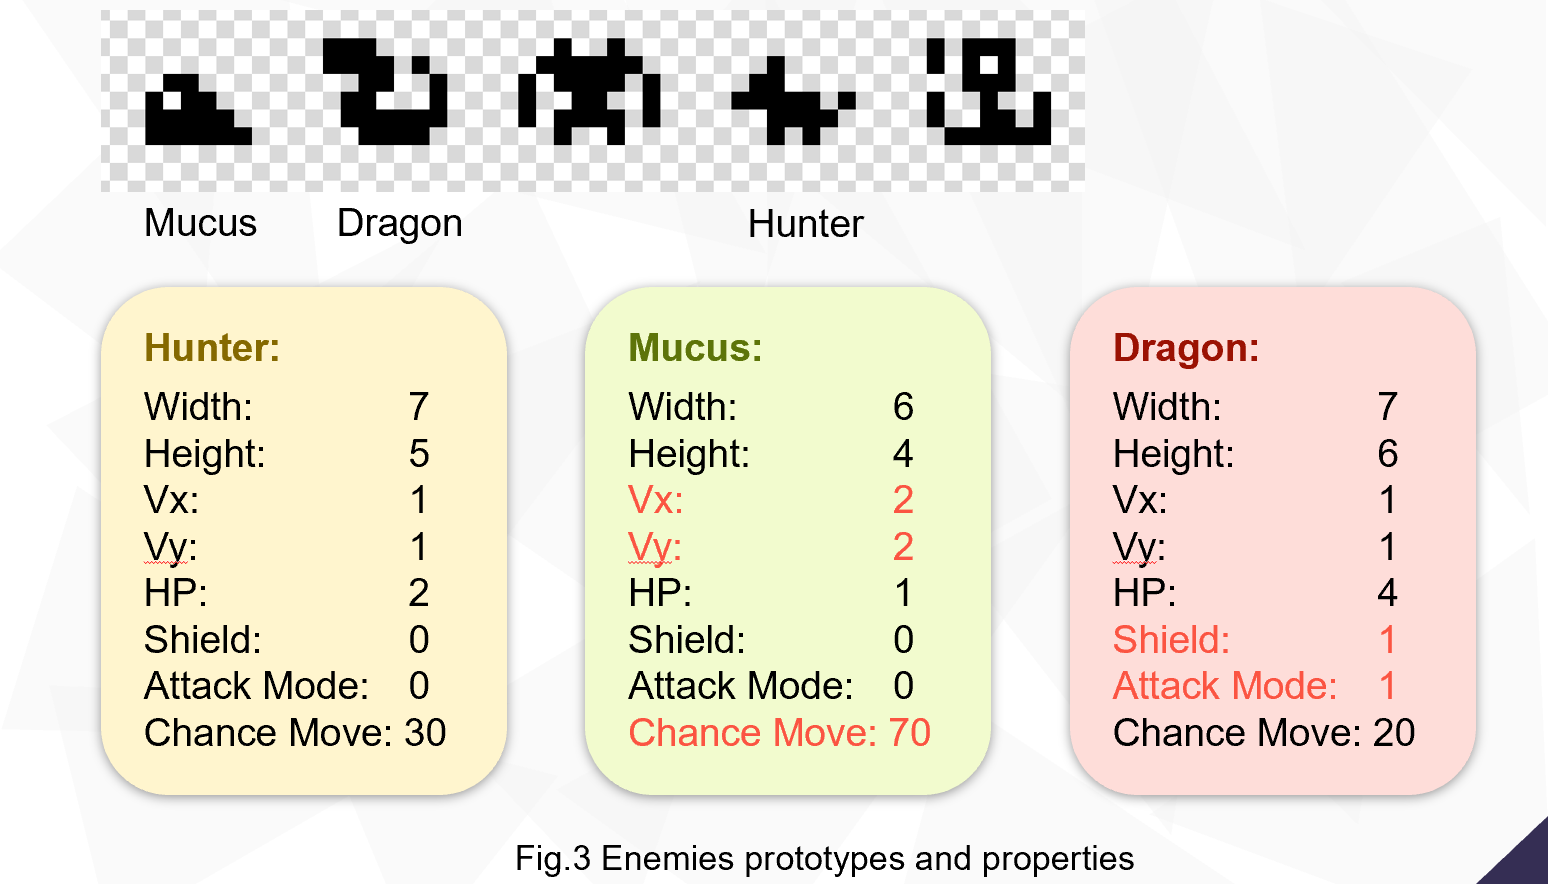 Mucus Dragon Hunter
Hunter:
Width: 7
Height: 5
Vx: 1
Vy: 1
HP: 2
Shield: 0
Attack Mode: 0
Chance Move: 30
Mucus:
Width: 6
Height: 4
Vx: 2
Vy: 2
HP: 1
Shield: 0
Attack Mode: 0
Chance Move: 70
Dragon:
Width: 7
Height: 6
Vx: 1
Vy: 1
HP: 4
Shield: 1
Attack Mode: 1
Chance Move: 20
Fig.3 Enemies prototypes and properties